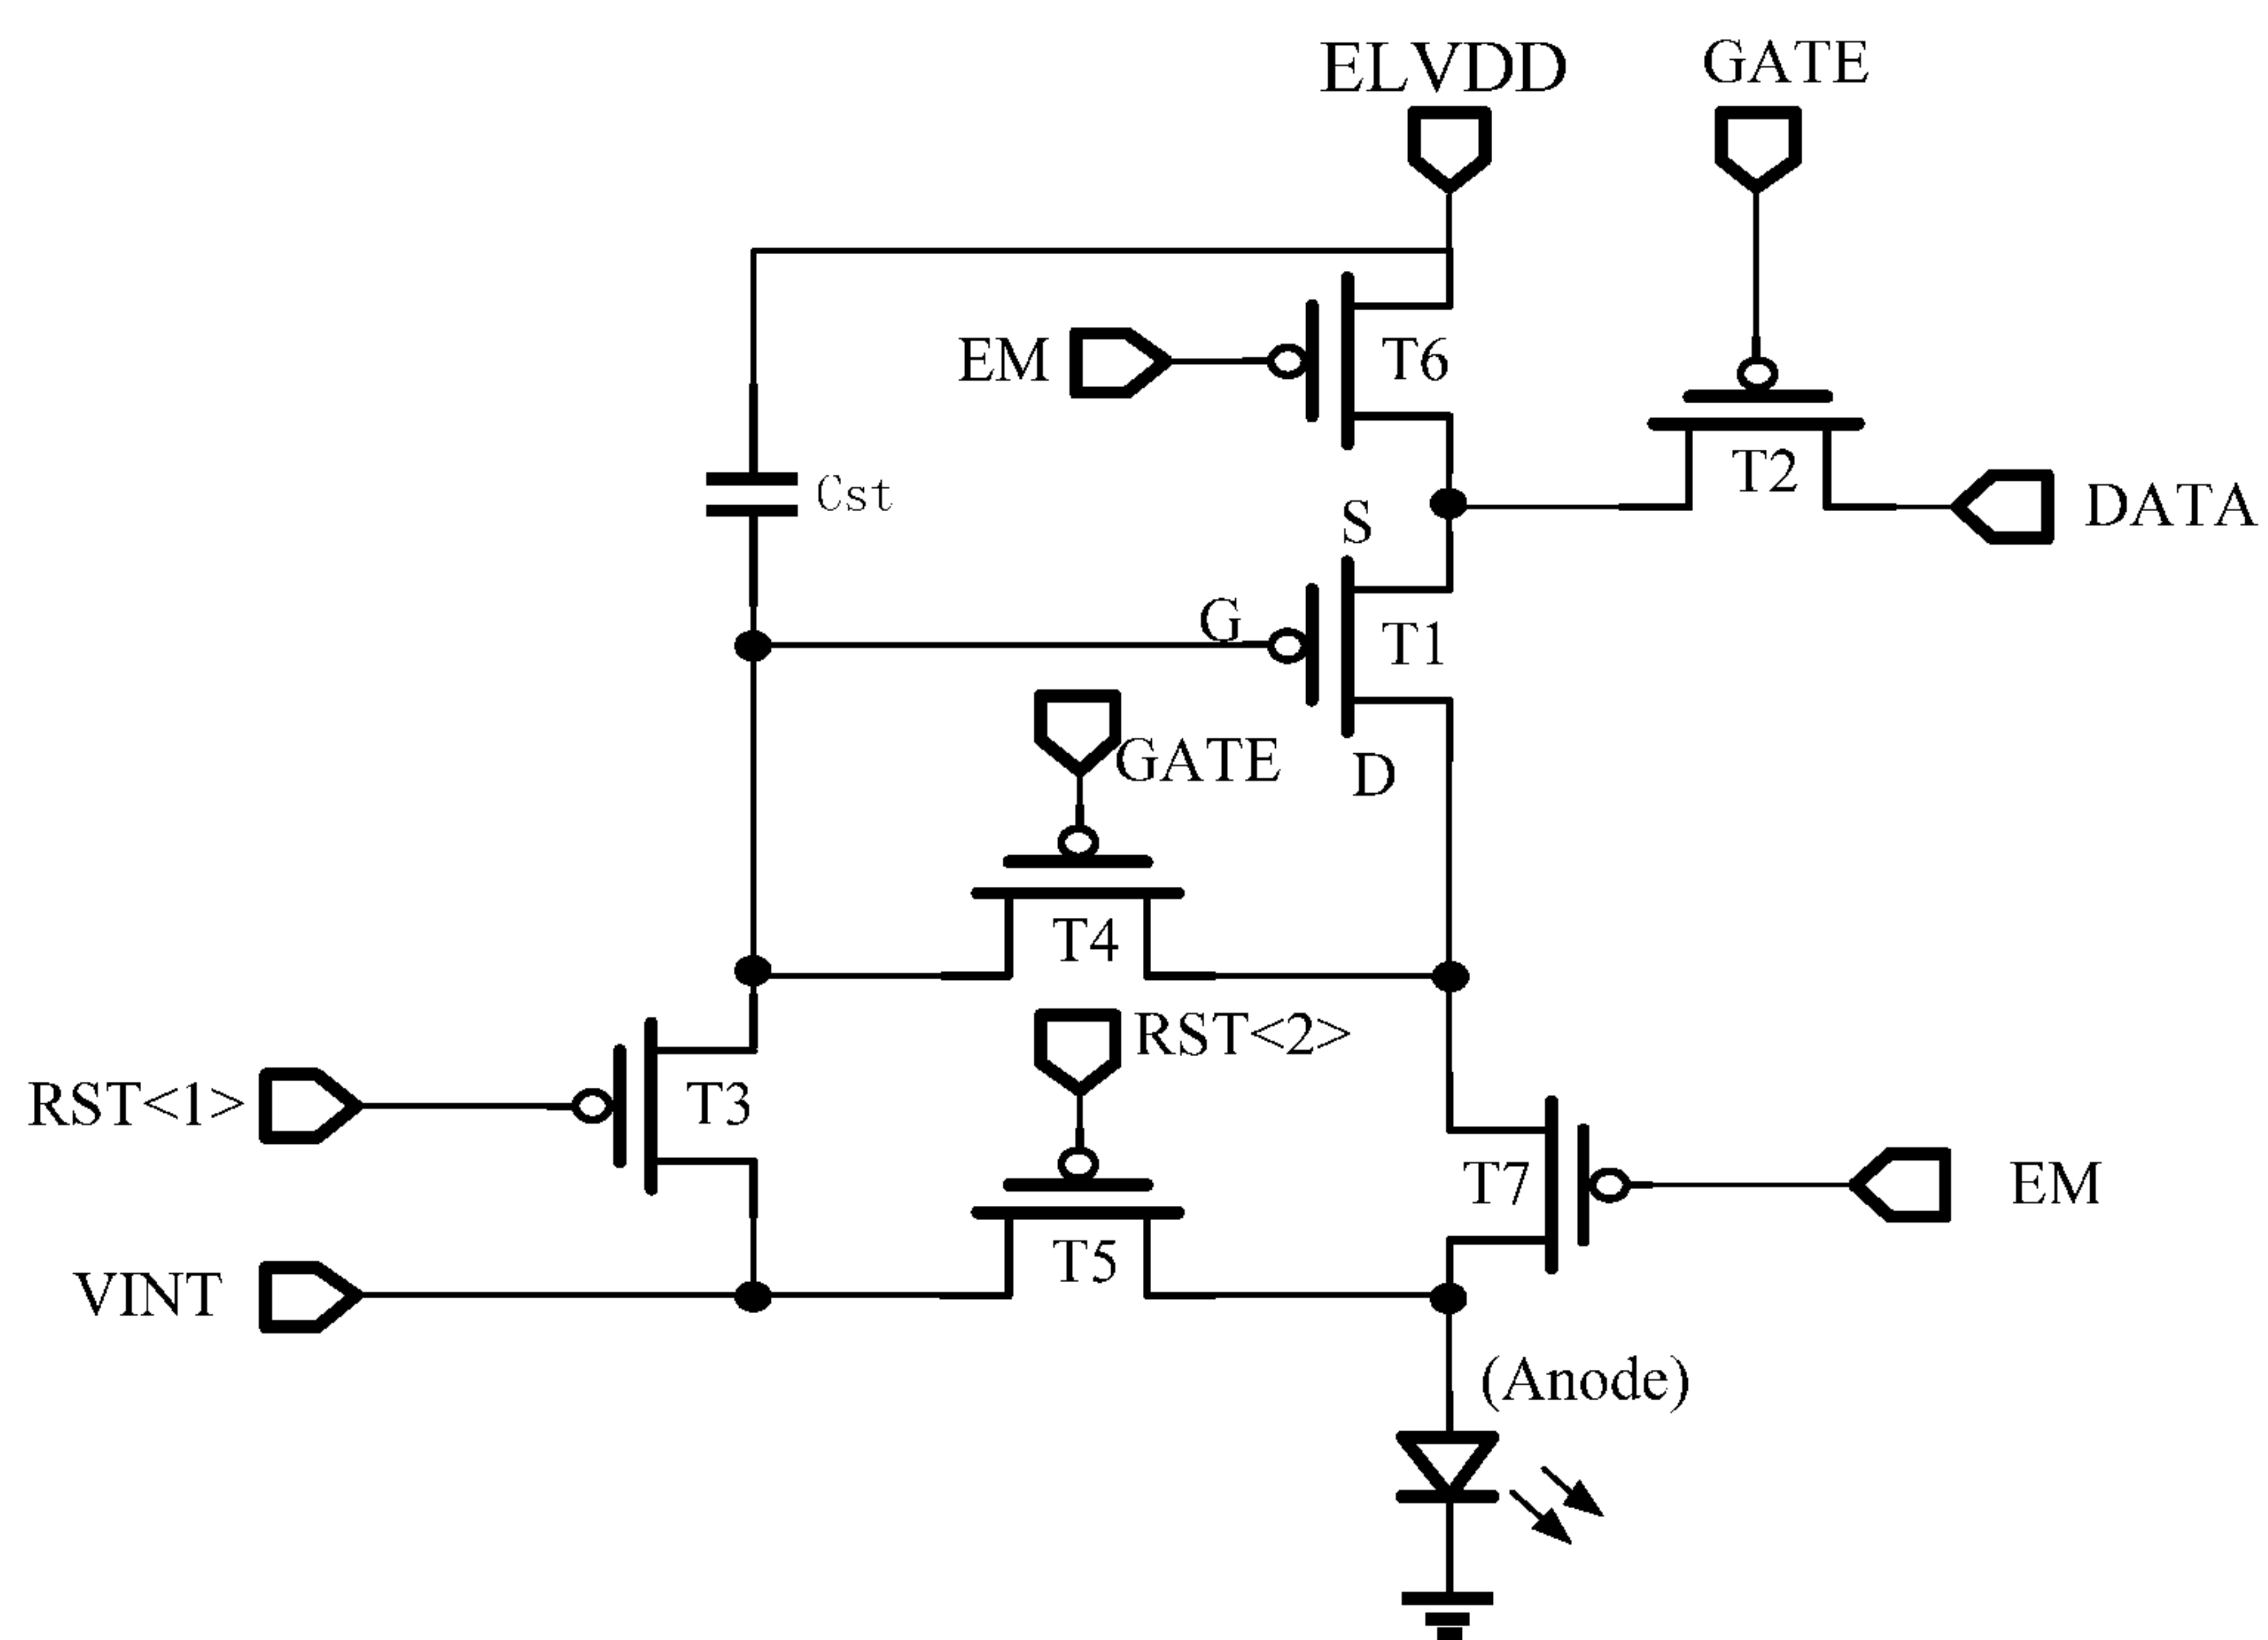 ELVDD
GATE
EM
T6
T2
Cst
S
DATA
G
T1
GATE
D
T4
RST<2>
RST<1>
T3
T7
EM
T5
VINT
(Anode)